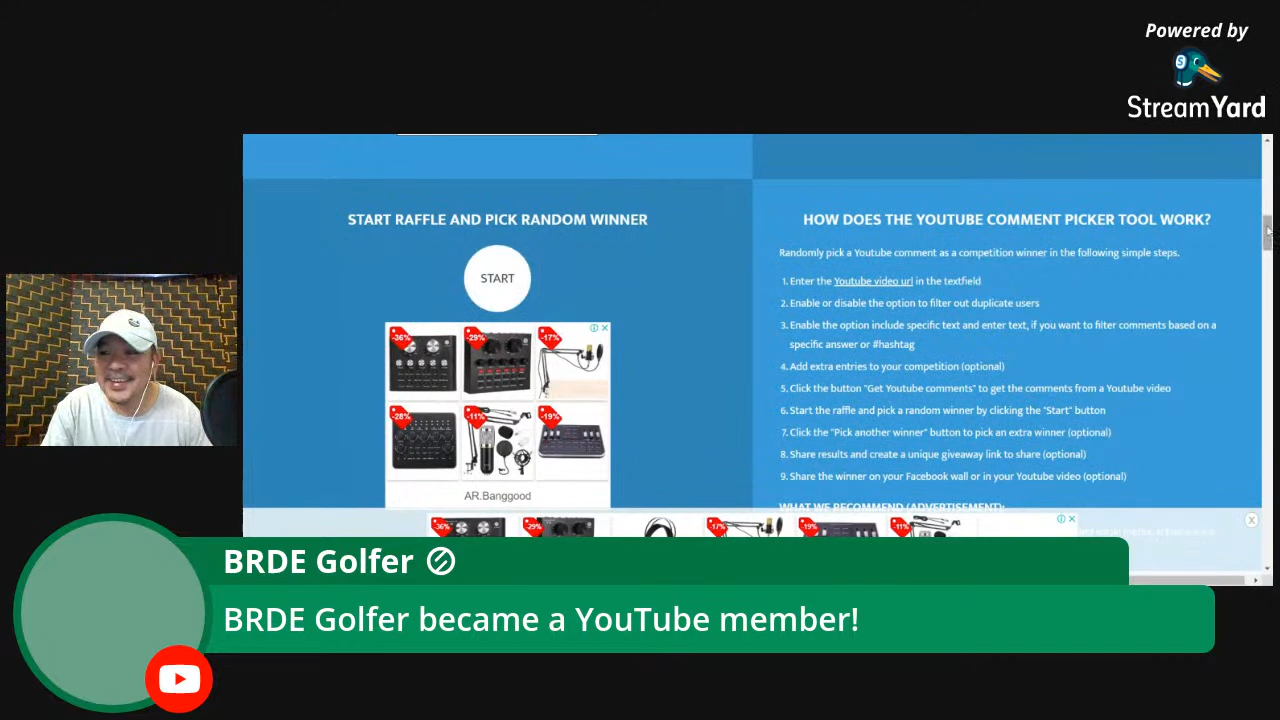 Powered by
StreamYard
START RAFFLE AND PICK RANDOM WINNER
START
-36%
-29%
-17%
-28%
-11%
-19%
AR.Banggood
HOW DOES THE YOUTUBE COMMENT PICKER TOOL WORK?
Randomly pick a Youtube comment as a competition winner in the following simple steps.
1. Enter the Youtube video url in the textfield
2. Enable or disable the option to filter out duplicate users
3. Enable the option include specific text and enter text, if you want to filter comments based on a
specific answer or #hashtag
4. Add extra entries to your competition (optional)
5. Click the button "Get Youtube comments" to get the comments from a Youtube video
6. Start the raffle and pick a random winner by clicking the "Start" button
7. Click the "Pick another winner" button to pick an extra winner (optional)
8. Share results and create a unique giveaway link to share (optional)
9. Share the winner on your Facebook wall or in your Youtube video (optional)
WHAT WE RECOMMEND (ADVERTISEMENT):
-36%
-29%
-17%
-19%
-11%
BRDE Golfer
BRDE Golfer became a YouTube member!